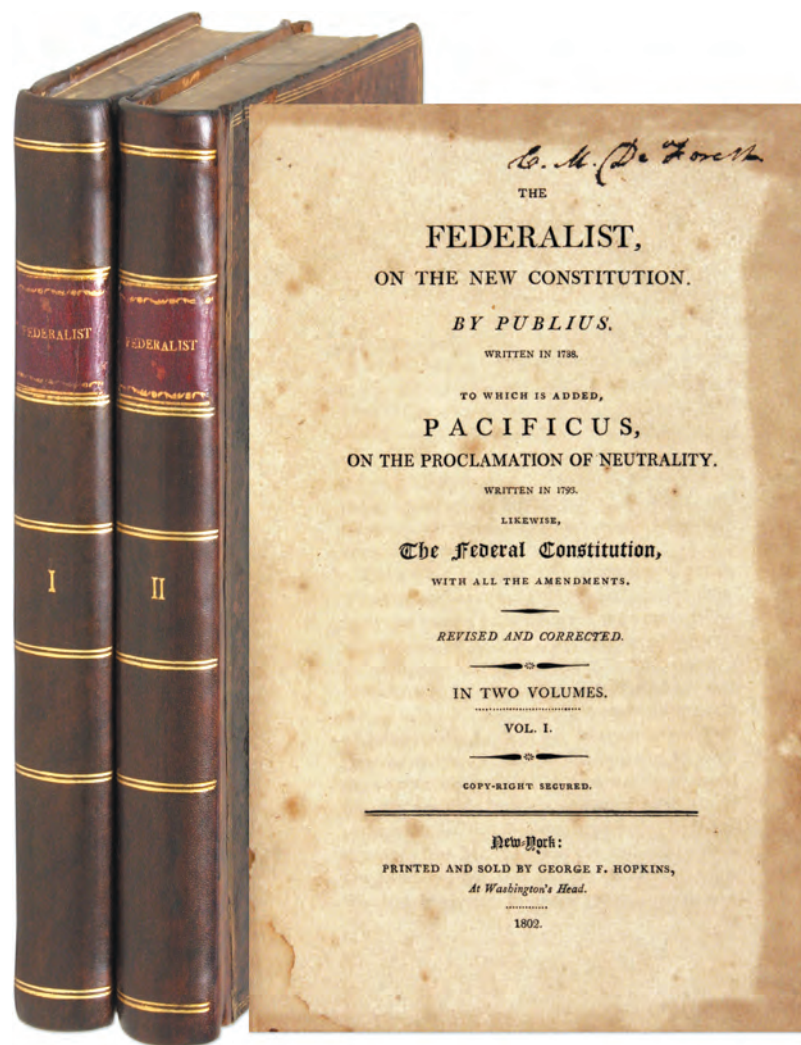 FEDERALIST
I
FEDERALIST
II
C. M. De Forest
THE
FEDERALIST,
ON THE NEW CONSTITUTION.
BY PUBLIUS.
WRITTEN IN 1788.
TO WHICH IS ADDED,
PACIFICUS,
ON THE PROCLAMATION OF NEUTRALITY.
WRITTEN IN 1793.
LIKEWISE,
The Federal Constitution,
WITH ALL THE AMENDMENTS.
REVISED AND CORRECTED.
IN TWO VOLUMES.
VOL. I.
COPY-RIGHT SECURED.
New-York:
PRINTED AND SOLD BY GEORGE F. HOPKINS,
At Washington's Head.
1802.